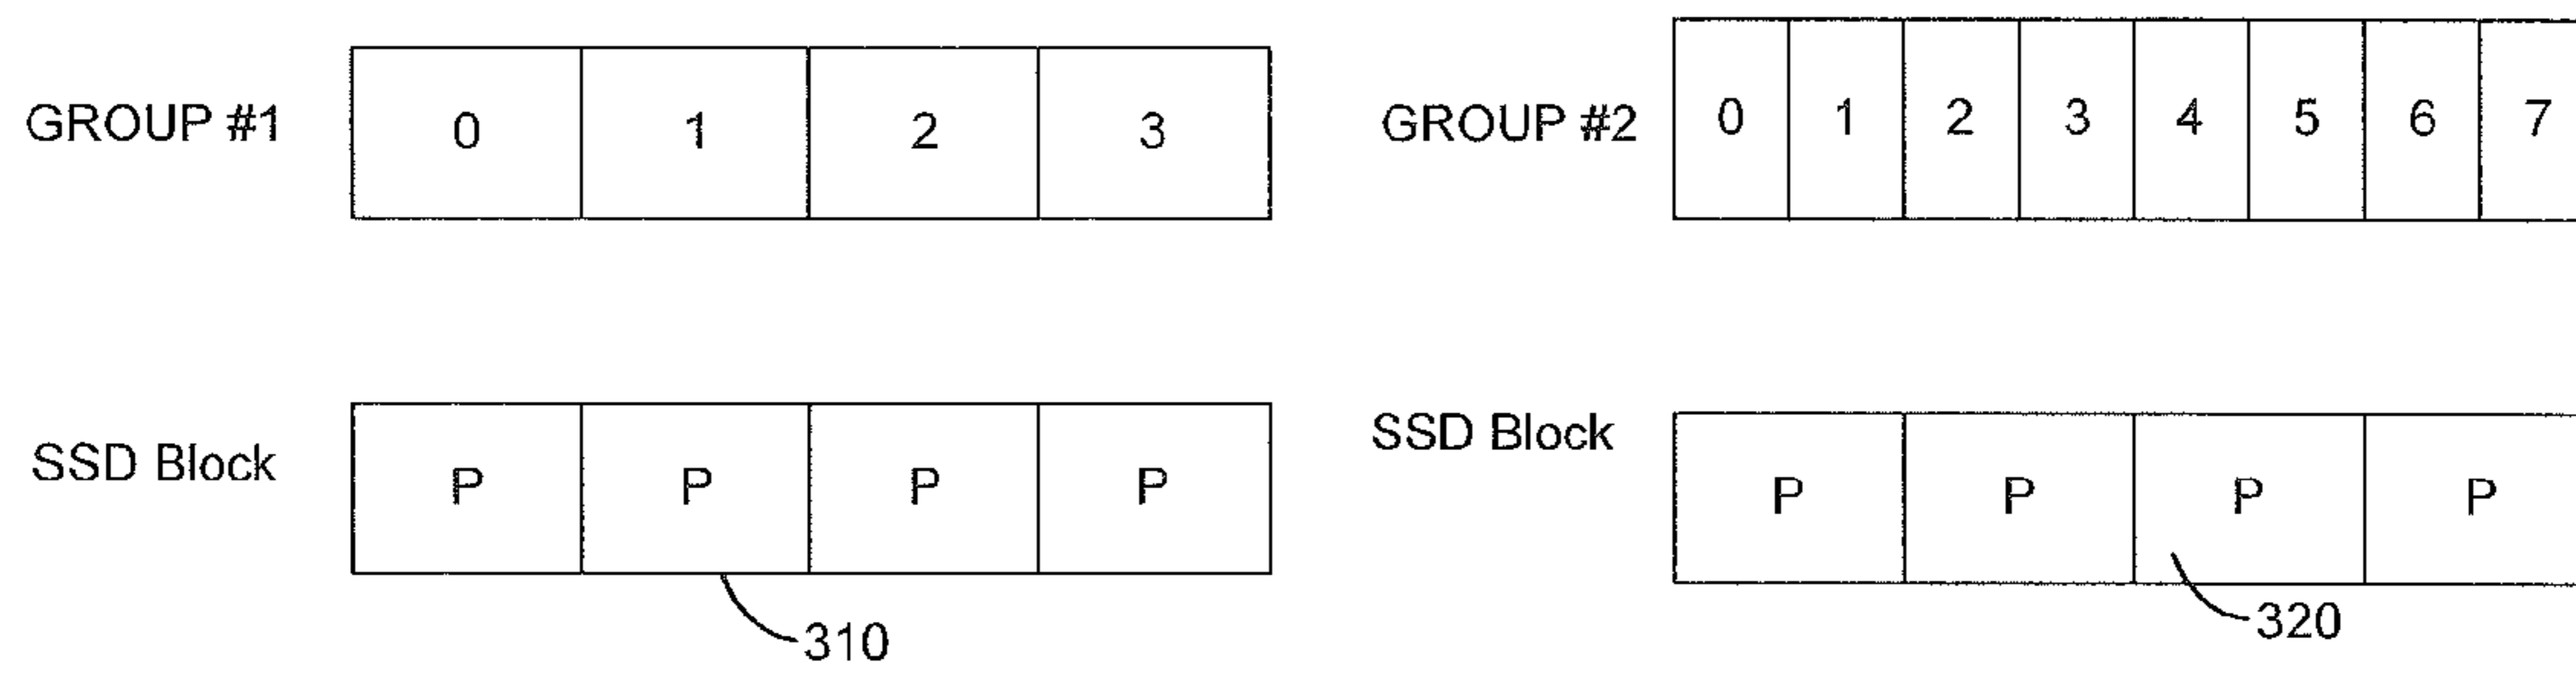 GROUP #1 0 1 2 3
GROUP #2 0 1 2 3 4 5 6 7
SSD Block P P P P
310
SSD Block P P P P
320